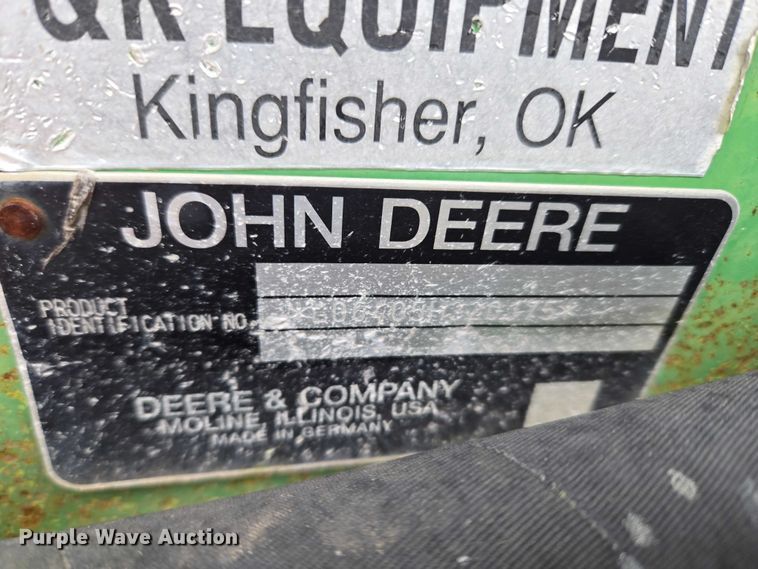 EQUIPMENT
Kingfisher, OK
JOHN DEERE
PRODUCT
IDENTIFICATION NO.
DEERE & COMPANY
MOLINE, ILLINOIS, USA
MADE IN GERMANY
Purple Wave Auction